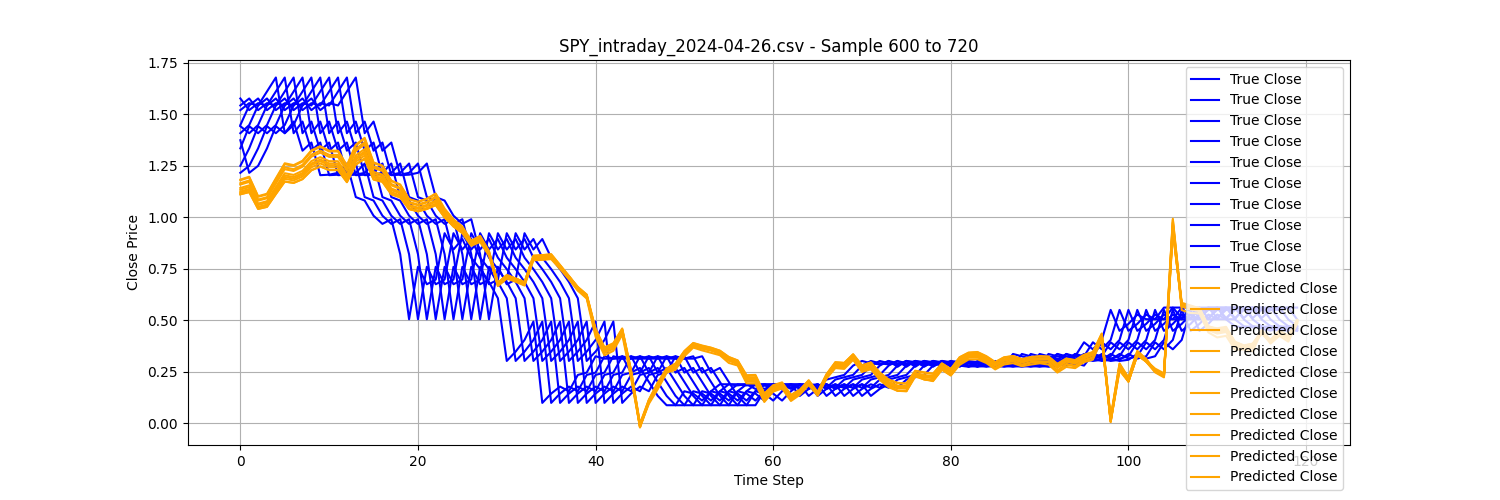 SPY_intraday_2024-04-26.csv - Sample 600 to 720
Close Price
1.75
1.50
1.25
1.00
0.75
0.50
0.25
0.00
0
20
40
60
80
100
120
Time Step
True Close
True Close
True Close
True Close
True Close
True Close
True Close
True Close
True Close
True Close
Predicted Close
Predicted Close
Predicted Close
Predicted Close
Predicted Close
Predicted Close
Predicted Close
Predicted Close
Predicted Close
Predicted Close